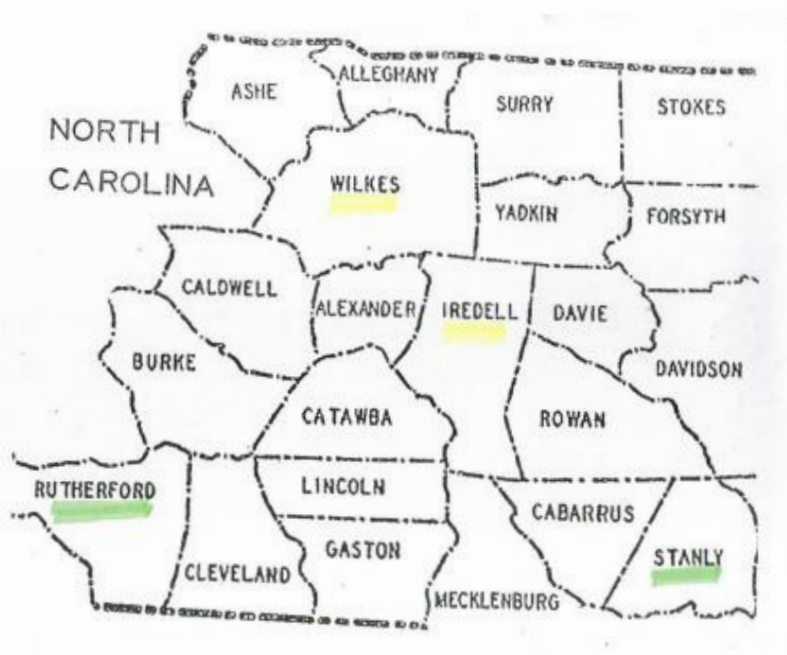 ALLEGHANY
ASHE
SURRY
STOKES
NORTH
CAROLINA
WILKES
YADKIN
FORSYTH
CALDWELL
ALEXANDER
IREDELL
DAVIE
BURKE
DAVIDSON
CATAWBA
ROWAN
RUTHERFORD
LINCOLN
CABARRUS
GASTON
STANLY
CLEVELAND
MECKLENBURG